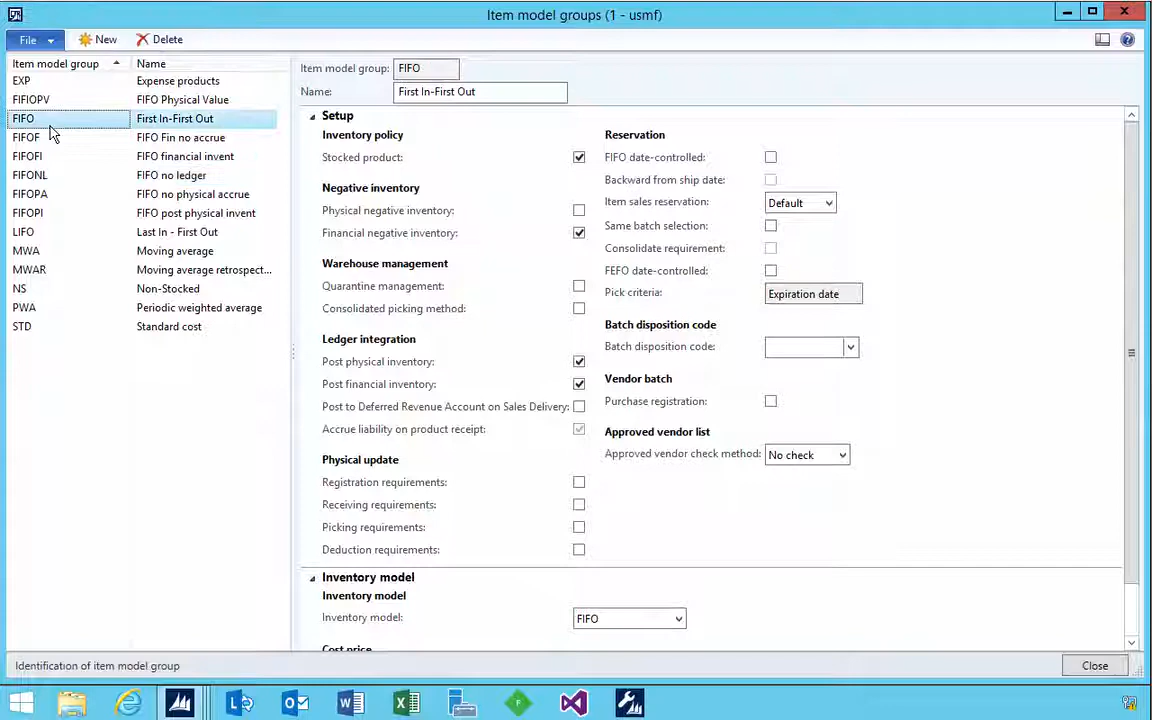 Item model groups (1 - usmf)
File New Delete
Item model group Name
EXP Expense products
FIFIOPV FIFO Physical Value
FIFO First In-First Out
FIFOF FIFO Fin no accrue
FIFOFI FIFO financial invent
FIFONL FIFO no ledger
FIFOPA FIFO no physical accrue
FIFOPI FIFO post physical invent
LIFO Last In - First Out
MWA Moving average
MWAR Moving average retrospect...
NS Non-Stocked
PWA Periodic weighted average
STD Standard cost
Item model group: FIFO
Name: First In-First Out
Setup
Inventory policy
Stocked product:
Negative inventory
Physical negative inventory:
Financial negative inventory:
Warehouse management
Quarantine management:
Consolidated picking method:
Ledger integration
Post physical inventory:
Post financial inventory:
Post to Deferred Revenue Account on Sales Delivery:
Accrue liability on product receipt:
Physical update
Registration requirements:
Receiving requirements:
Picking requirements:
Deduction requirements:
Reservation
FIFO date-controlled:
Backward from ship date:
Item sales reservation: Default
Same batch selection:
Consolidate requirement:
FEFO date-controlled:
Pick criteria: Expiration date
Batch disposition code
Batch disposition code:
Vendor batch
Purchase registration:
Approved vendor list
Approved vendor check method: No check
Inventory model
Inventory model
Inventory model: FIFO
Cost price
Identification of item model group
Close